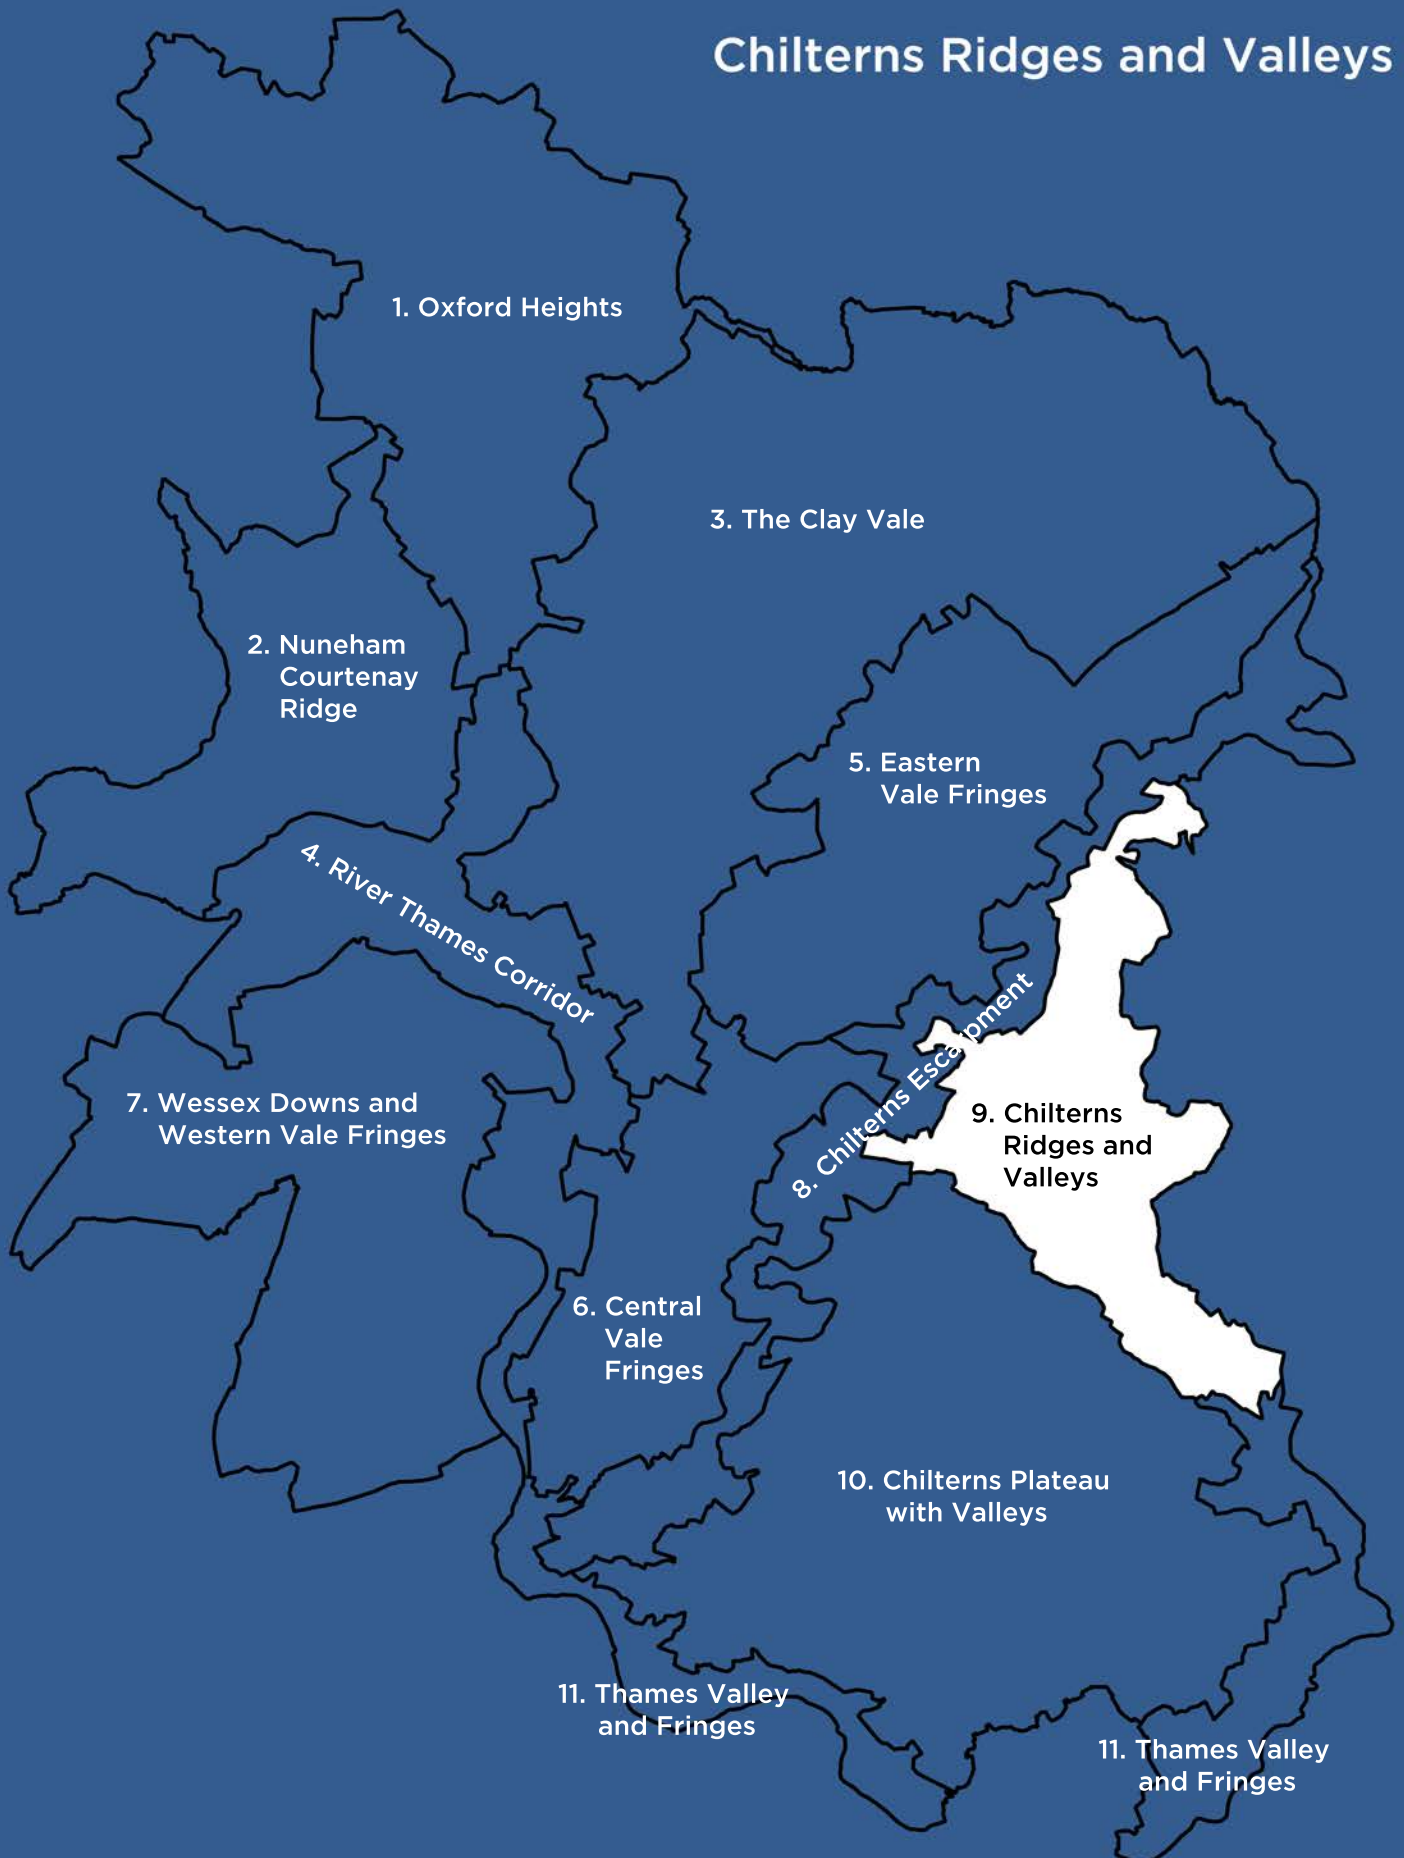 Chilterns Ridges and Valleys
1. Oxford Heights
3. The Clay Vale
2. Nuneham
Courtenay
Ridge
5. Eastern
Vale Fringes
4. River Thames Corridor
8. Chilterns Escarpment
7. Wessex Downs and
Western Vale Fringes
9. Chilterns
Ridges and
Valleys
6. Central
Vale
Fringes
10. Chilterns Plateau
with Valleys
11. Thames Valley
and Fringes
11. Thames Valley
and Fringes